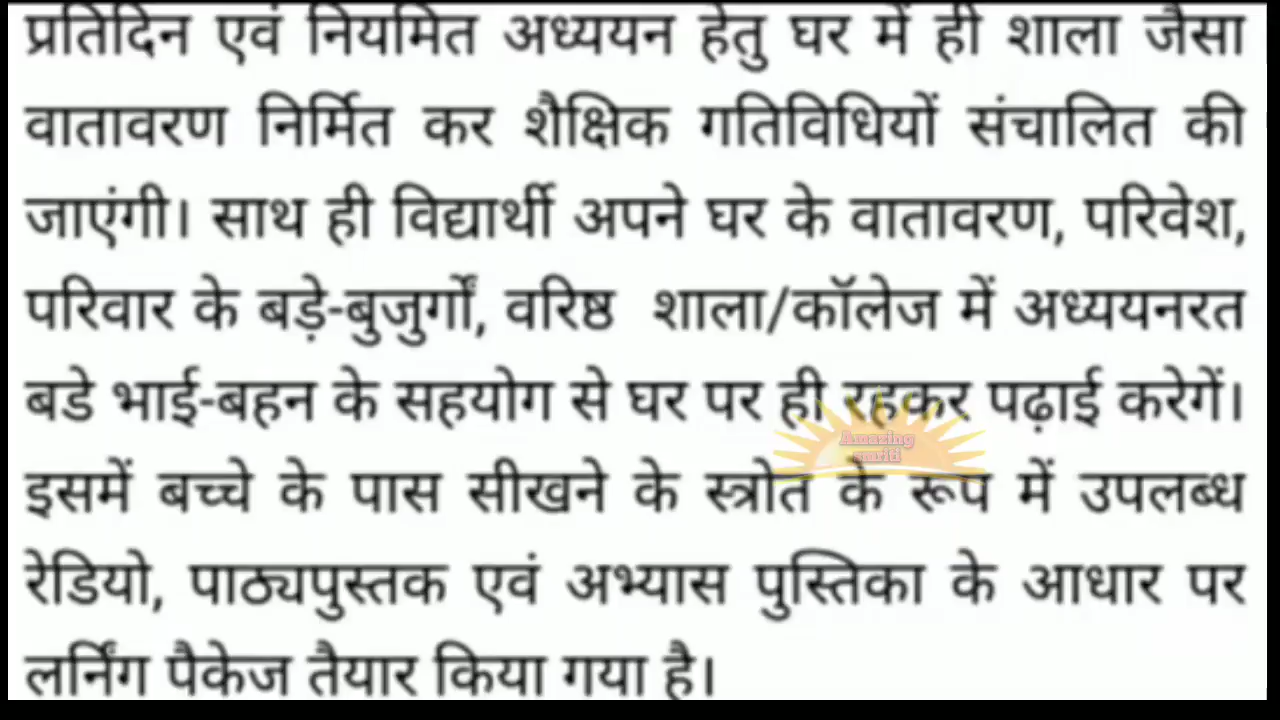 प्रतिदिन एवं नियमित अध्ययन हेतु घर में ही शाला जैसा
वातावरण निर्मित कर शैक्षिक गतिविधियों संचालित की
जाएंगी। साथ ही विद्यार्थी अपने घर के वातावरण, परिवेश,
परिवार के बड़े-बुजुर्गों, वरिष्ठ शाला/कॉलेज में अध्ययनरत
बडे भाई-बहन के सहयोग से घर पर ही रहकर पढ़ाई करेगें।
Amazing
world
इसमें बच्चे के पास सीखने के स्त्रोत के रूप में उपलब्ध
रेडियो, पाठ्यपुस्तक एवं अभ्यास पुस्तिका के आधार पर
लर्निंग पैकेज तैयार किया गया है।